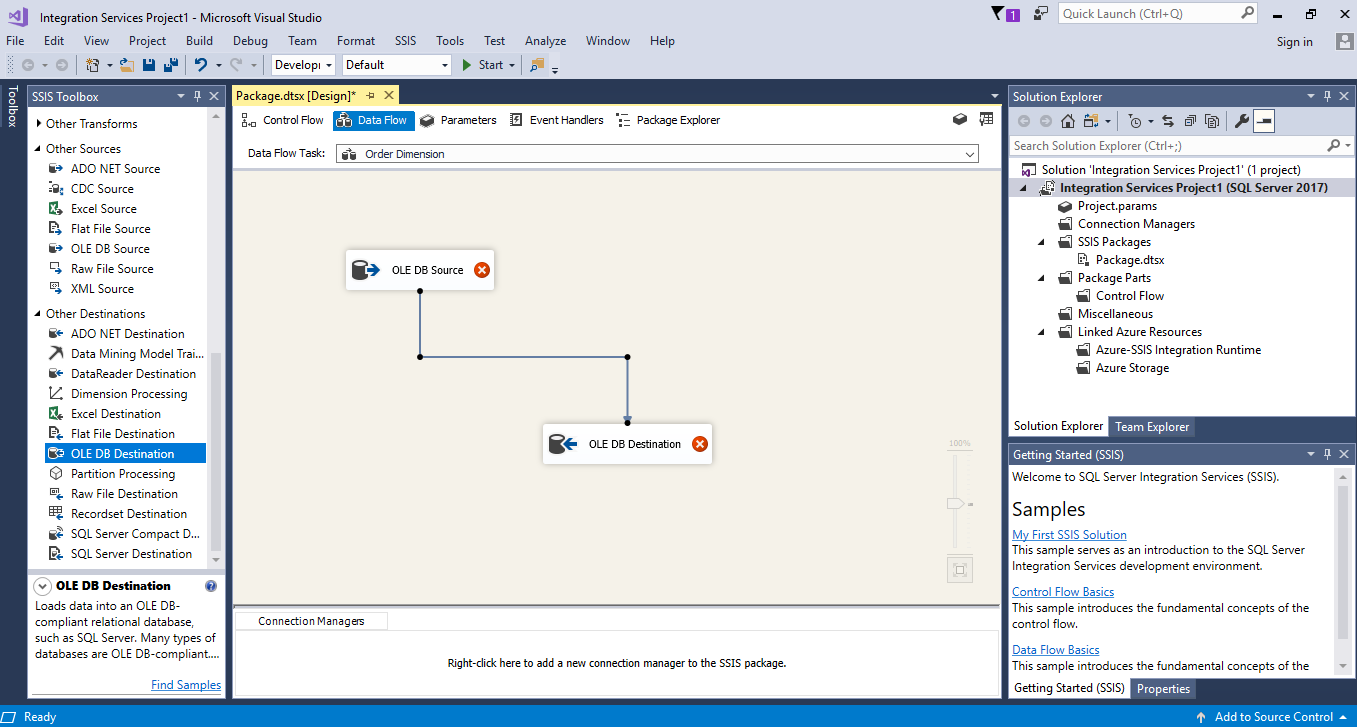 Integration Services Project1 - Microsoft Visual Studio
1
Quick Launch (Ctrl+Q)
File Edit View Project Build Debug Team Format SSIS Tools Test Analyze Window Help
Sign in
Develop
Default
Start
Toolbox
SSIS Toolbox
Other Transforms
Other Sources
ADO NET Source
CDC Source
Excel Source
Flat File Source
OLE DB Source
Raw File Source
XML Source
Other Destinations
ADO NET Destination
Data Mining Model Trai...
DataReader Destination
Dimension Processing
Excel Destination
Flat File Destination
OLE DB Destination
Partition Processing
Raw File Destination
Recordset Destination
SQL Server Compact D...
SQL Server Destination
OLE DB Destination
Loads data into an OLE DB-
compliant relational database,
such as SQL Server. Many types of
databases are OLE DB-compliant....
Find Samples
Package.dtsx [Design]*
Control Flow Data Flow Parameters Event Handlers Package Explorer
Data Flow Task: Order Dimension
OLE DB Source
OLE DB Destination
100%
Connection Managers
Right-click here to add a new connection manager to the SSIS package.
Solution Explorer
Search Solution Explorer (Ctrl+;)
Solution 'Integration Services Project1' (1 project)
Integration Services Project1 (SQL Server 2017)
Project.params
Connection Managers
SSIS Packages
Package.dtsx
Package Parts
Control Flow
Miscellaneous
Linked Azure Resources
Azure-SSIS Integration Runtime
Azure Storage
Solution Explorer Team Explorer
Getting Started (SSIS)
Welcome to SQL Server Integration Services (SSIS).
Samples
My First SSIS Solution
This sample serves as an introduction to the SQL Server
Integration Services development environment.
Control Flow Basics
This sample introduces the fundamental concepts of the
control flow.
Data Flow Basics
This sample introduces the fundamental concepts of the
Getting Started (SSIS) Properties
Ready
Add to Source Control